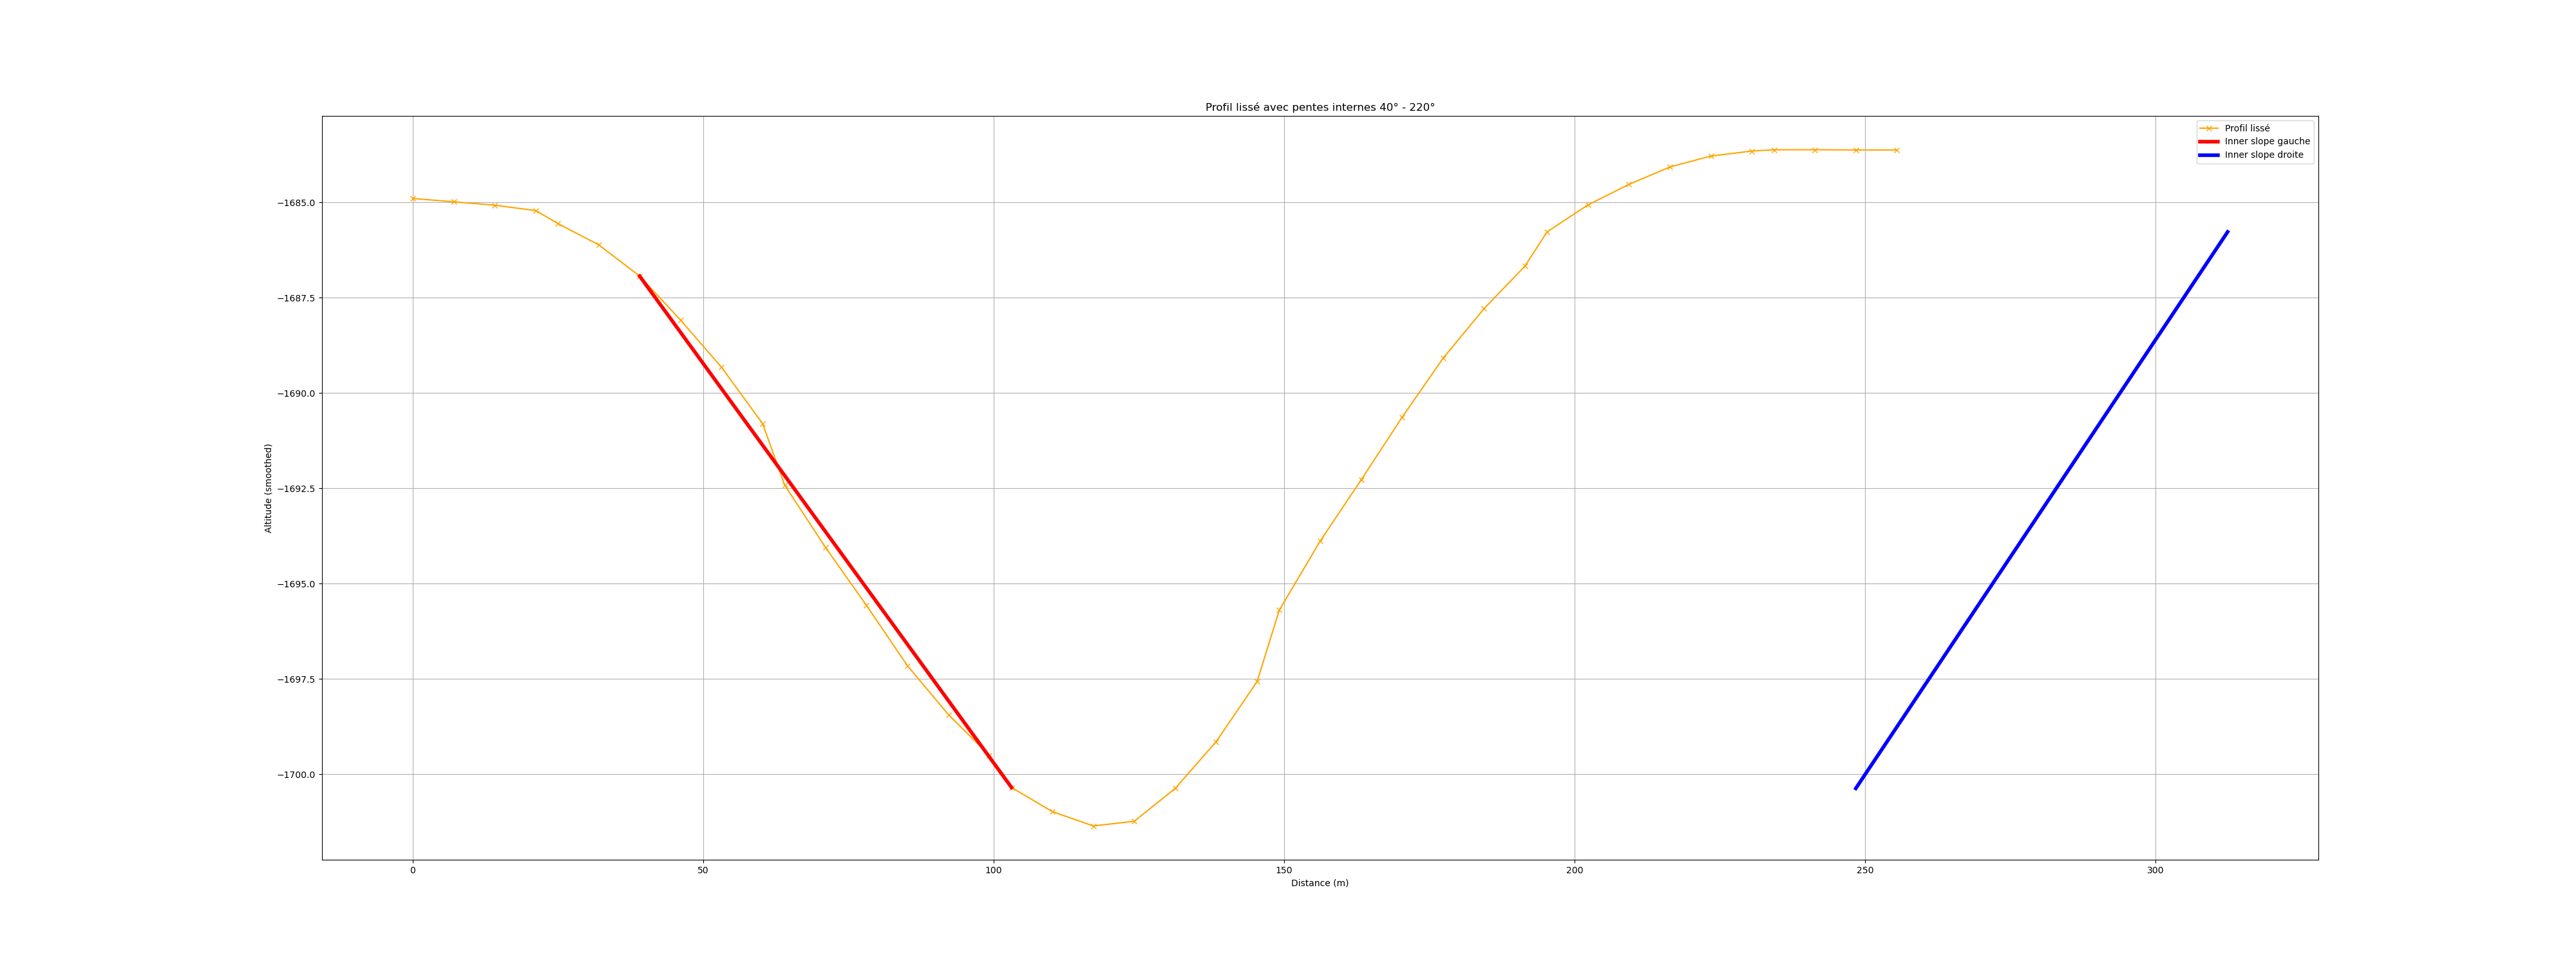 Profil lissé avec pentes internes 40° - 220°
Profil lissé
Inner slope gauche
Inner slope droite
−1685.0
−1687.5
−1690.0
−1692.5
−1695.0
−1697.5
−1700.0
Altitude (smoothed)
0
50
100
150
200
250
300
Distance (m)